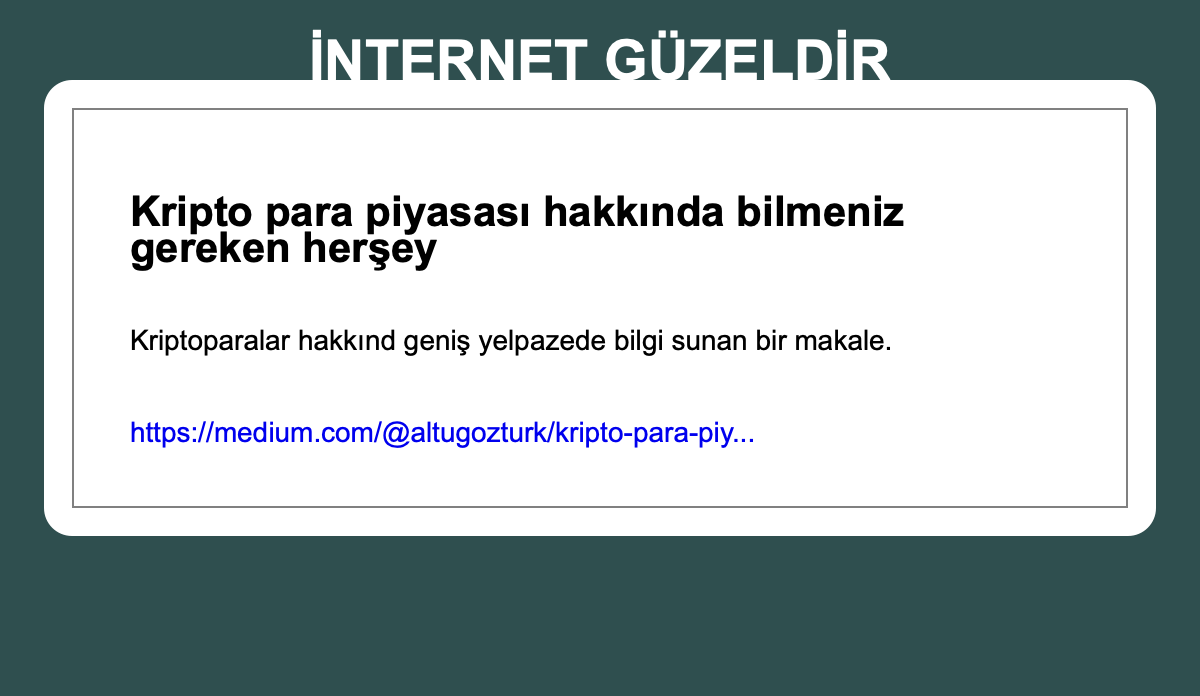 İNTERNET GÜZELDİR
Kripto para piyasası hakkında bilmeniz
gereken herşey
Kriptoparalar hakkınd geniş yelpazede bilgi sunan bir makale.
https://medium.com/@altugozturk/kripto-para-piy...